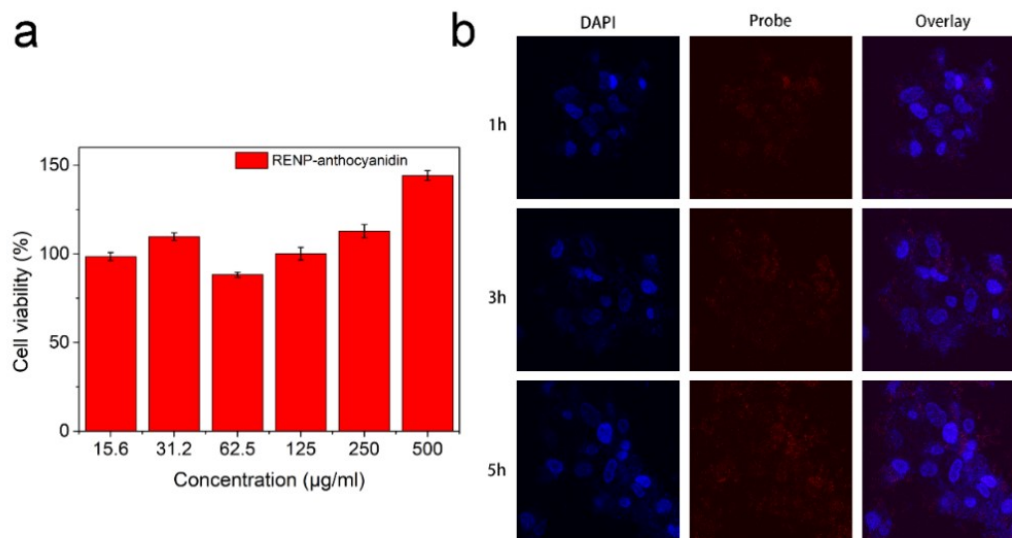 a
b
DAPI Probe Overlay
1h
3h
5h
RENP-anthocyanidin
Cell viability (%)
150
100
50
0
15.6 31.2 62.5 125 250 500
Concentration (µg/ml)